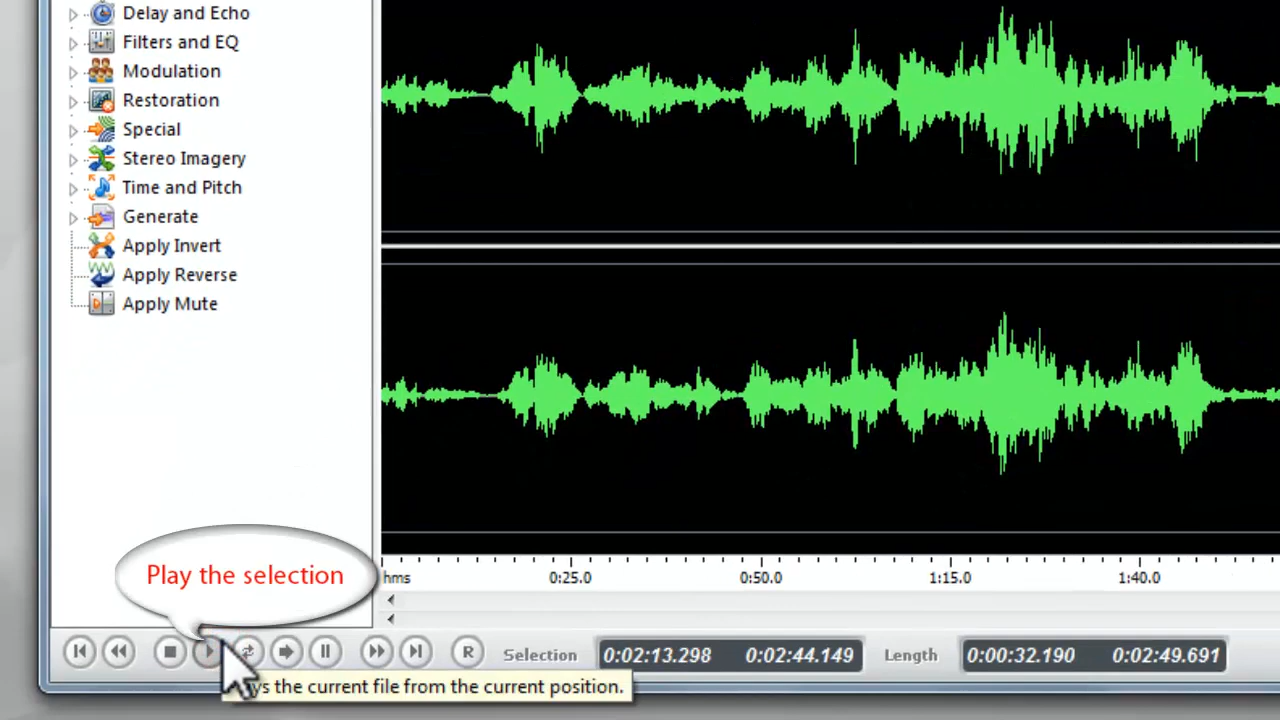 Delay and Echo
Filters and EQ
Modulation
Restoration
Special
Stereo Imagery
Time and Pitch
Generate
Apply Invert
Apply Reverse
Apply Mute
Play the selection
hms 0:25.0 0:50.0 1:15.0 1:40.0
R Selection 0:02:13.298 0:02:44.149 Length 0:00:32.190 0:02:49.691
the current file from the current position.